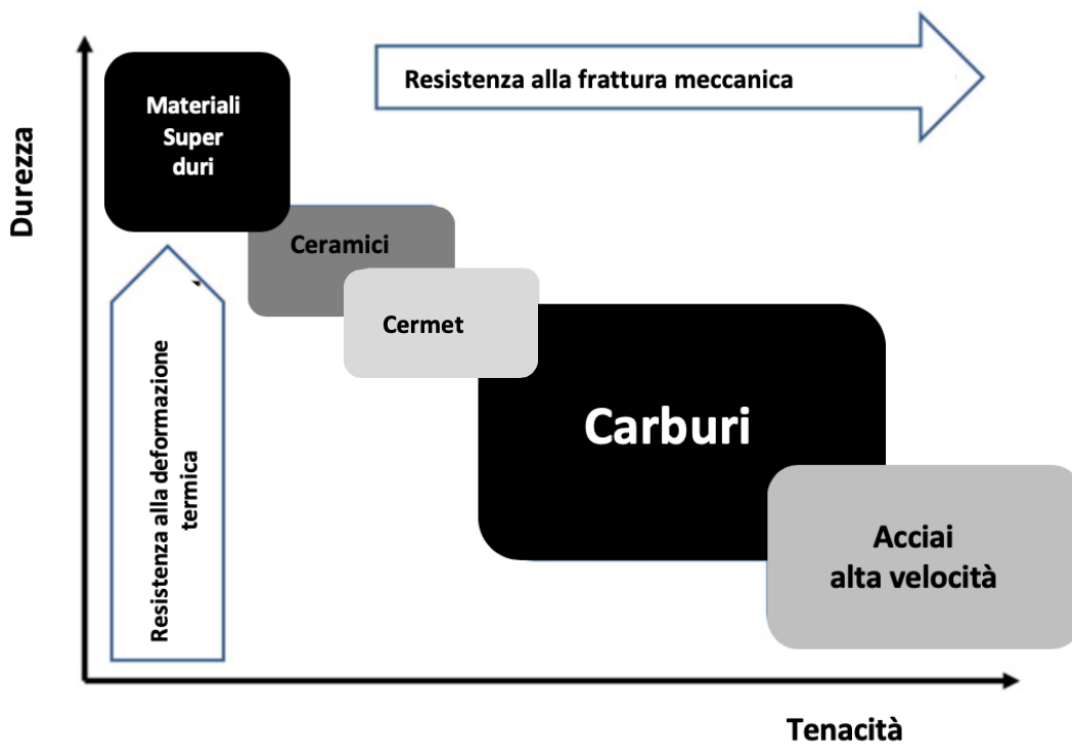 Resistenza alla frattura meccanica
Materiali
Super
duri
Durezza
Ceramici
Cermet
Resistenza alla deformazione
termica
Carburi
Acciai
alta velocità
Tenacità